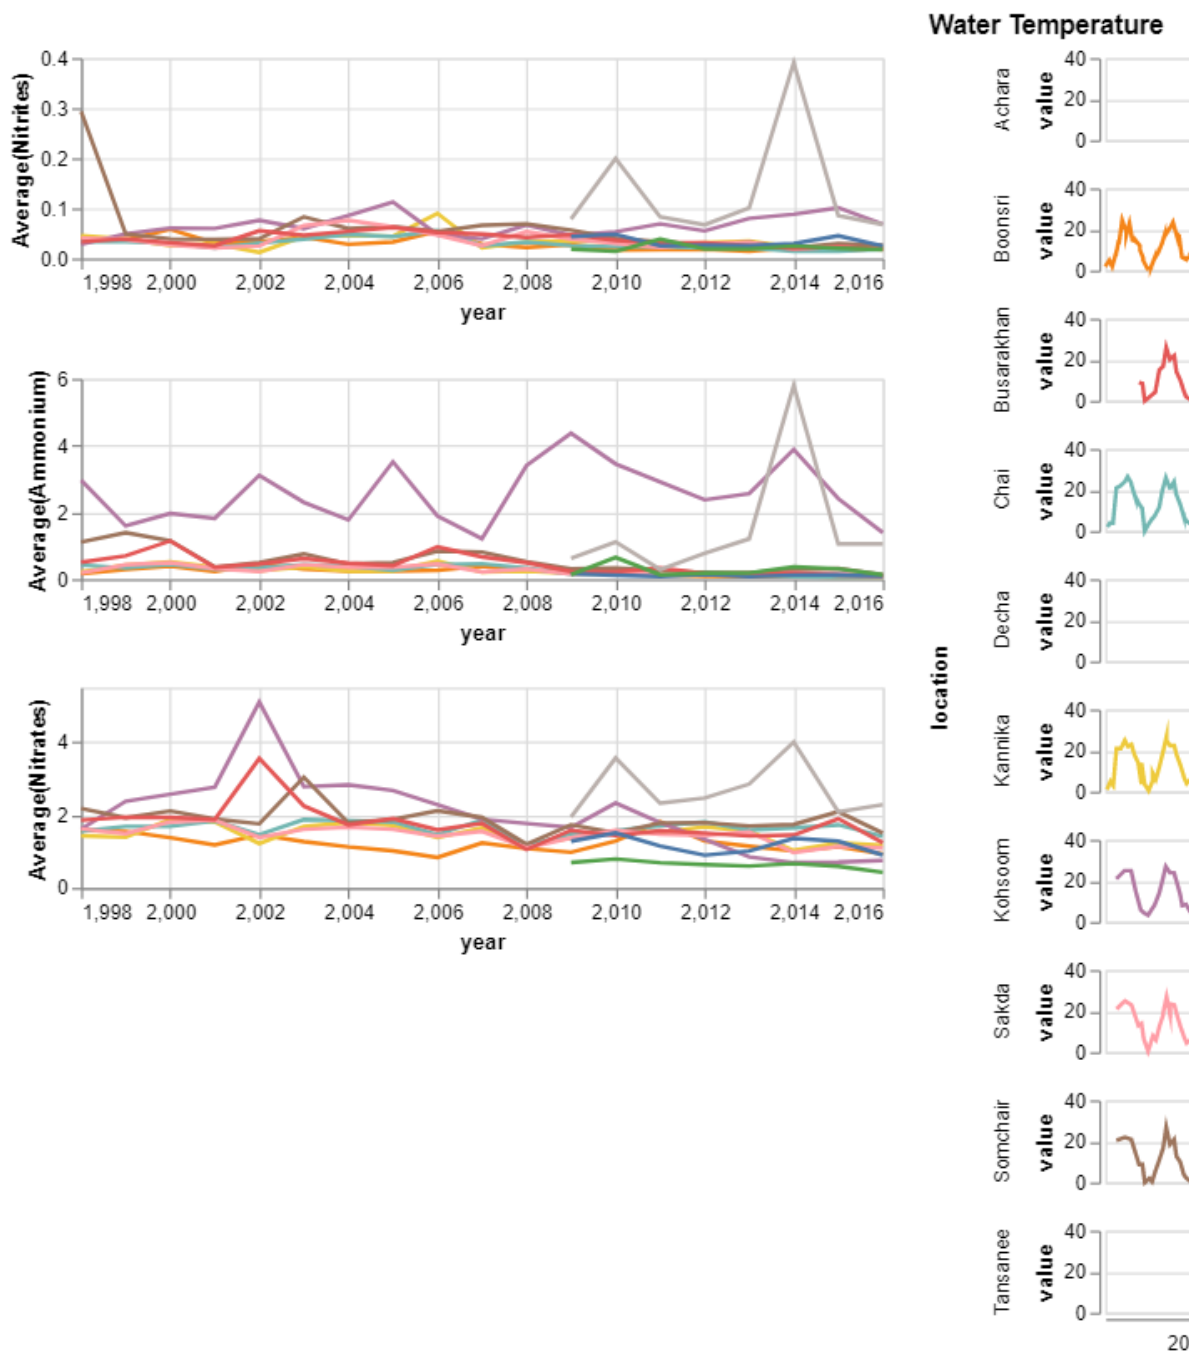 Average(Nitrites)
0.4
0.3
0.2
0.1
0.0
1,998 2,000 2,002 2,004 2,006 2,008 2,010 2,012 2,014 2,016
year
Average(Ammonium)
6
4
2
0
1,998 2,000 2,002 2,004 2,006 2,008 2,010 2,012 2,014 2,016
year
Average(Nitrates)
4
2
0
1,998 2,000 2,002 2,004 2,006 2,008 2,010 2,012 2,014 2,016
year
Water Temperature
location
Achara
value
40
20
0
Boonsri
value
40
20
0
Busarakhan
value
40
20
0
Chai
value
40
20
0
Decha
value
40
20
0
Kannika
value
40
20
0
Kohsoom
value
40
20
0
Sakda
value
40
20
0
Somchair
value
40
20
0
Tansanee
value
40
20
0
20